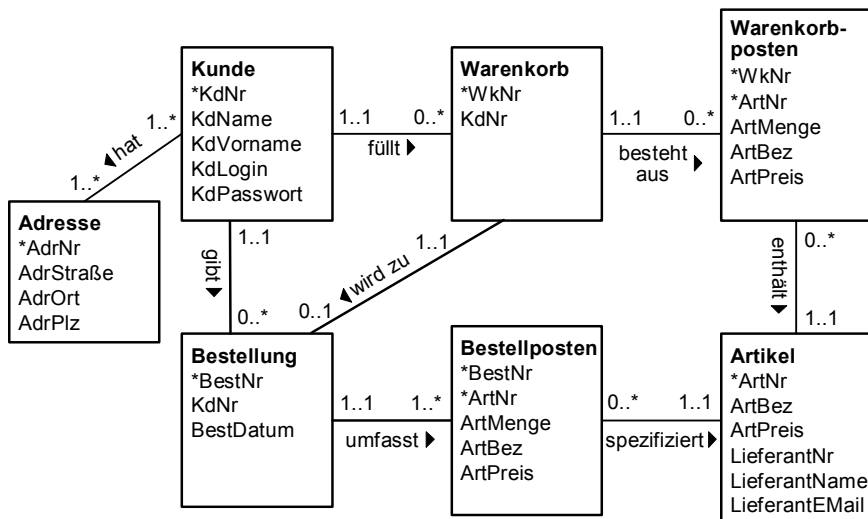 Kunde
*KdNr
KdName
KdVorname
KdLogin
KdPasswort
1..1
füllt
0..*
Warenkorb
*WkNr
KdNr
1..1
besteht
aus
0..*
Warenkorb-
posten
*WkNr
*ArtNr
ArtMenge
ArtBez
ArtPreis
1..*
hat
1..*
Adresse
*AdrNr
AdrStraße
AdrOrt
AdrPlz
1..1
gibt
0..*
1..1
wird zu
0..1
0..*
enthält
1..1
Bestellung
*BestNr
KdNr
BestDatum
1..1
umfasst
1..*
Bestellposten
*BestNr
*ArtNr
ArtMenge
ArtBez
ArtPreis
0..*
spezifiziert
1..1
Artikel
*ArtNr
ArtBez
ArtPreis
LieferantNr
LieferantName
LieferantEMail